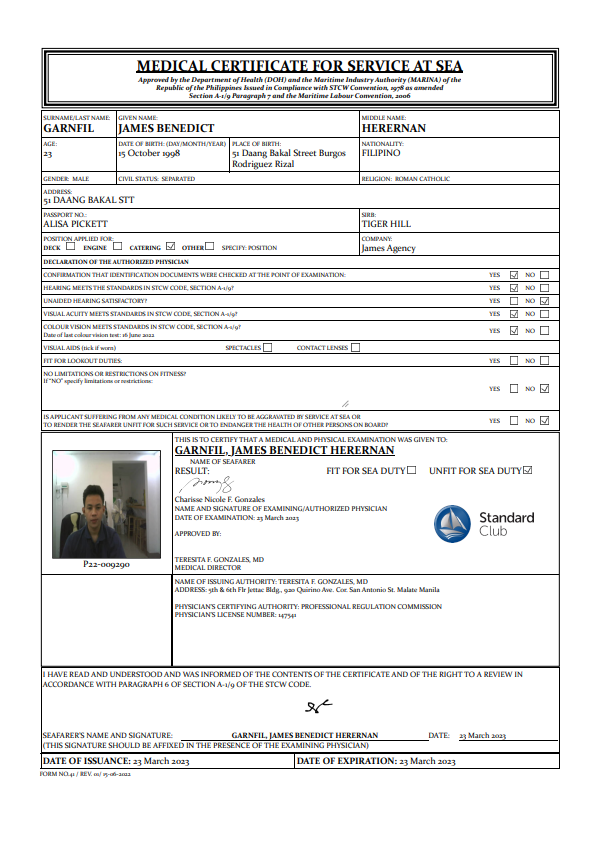 MEDICAL CERTIFICATE FOR SERVICE AT SEA
Approved by the Department of Health (DOH) and the Maritime Industry Authority (MARINA) of the
Republic of the Philippines Issued in Compliance with STCW Convention, 1978 as amended
Section A-1/9 Paragraph 7 and the Maritime Labour Convention, 2006
SURNAME/LAST NAME: GIVEN NAME: MIDDLE NAME:
GARNFIL JAMES BENEDICT HERERNAN
AGE: DATE OF BIRTH: (DAY/MONTH/YEAR) PLACE OF BIRTH: NATIONALITY:
23 15 October 1998 51 Daang Bakal Street Burgos FILIPINO
Rodriguez Rizal
GENDER: MALE CIVIL STATUS: SEPARATED RELIGION: ROMAN CATHOLIC
ADDRESS:
51 DAANG BAKAL STT
PASSPORT NO.: SIRB:
ALISA PICKETT TIGER HILL
POSITION APPLIED FOR: COMPANY:
DECK ENGINE CATERING OTHER SPECIFY: POSITION James Agency
DECLARATION OF THE AUTHORIZED PHYSICIAN
CONFIRMATION THAT IDENTIFICATION DOCUMENTS WERE CHECKED AT THE POINT OF EXAMINATION: YES NO
HEARING MEETS THE STANDARDS IN STCW CODE, SECTION A-1/9? YES NO
UNAIDED HEARING SATISFACTORY? YES NO
VISUAL ACUITY MEETS STANDARDS IN STCW CODE, SECTION A-1/9? YES NO
COLOUR VISION MEETS STANDARDS IN STCW CODE, SECTION A-1/9? YES NO
Date of last colour vision test: 16 June 2022
VISUAL AIDS (tick if worn) SPECTACLES CONTACT LENSES
FIT FOR LOOKOUT DUTIES: YES NO
NO LIMITATIONS OR RESTRICTIONS ON FITNESS?
If "NO" specify limitations or restrictions:
YES NO
IS APPLICANT SUFFERING FROM ANY MEDICAL CONDITION LIKELY TO BE AGGRAVATED BY SERVICE AT SEA OR
TO RENDER THE SEAFARER UNFIT FOR SUCH SERVICE OR TO ENDANGER THE HEALTH OF OTHER PERSONS ON BOARD? YES NO
THIS IS TO CERTIFY THAT A MEDICAL AND PHYSICAL EXAMINATION WAS GIVEN TO:
GARNFIL, JAMES BENEDICT HERERNAN
NAME OF SEAFARER
RESULT: FIT FOR SEA DUTY UNFIT FOR SEA DUTY
Charisse Nicole F. Gonzales
NAME AND SIGNATURE OF EXAMINING/AUTHORIZED PHYSICIAN
DATE OF EXAMINATION: 23 March 2023
Standard
Club
APPROVED BY:
TERESITA F. GONZALES, MD
MEDICAL DIRECTOR
P22-009290
NAME OF ISSUING AUTHORITY: TERESITA F. GONZALES, MD
ADDRESS: 5th & 6th Flr Jettac Bldg., 920 Quirino Ave. Cor. San Antonio St. Malate Manila
PHYSICIAN'S CERTIFYING AUTHORITY: PROFESSIONAL REGULATION COMMISSION
PHYSICIAN'S LICENSE NUMBER: 147541
I HAVE READ AND UNDERSTOOD AND WAS INFORMED OF THE CONTENTS OF THE CERTIFICATE AND OF THE RIGHT TO A REVIEW IN
ACCORDANCE WITH PARAGRAPH 6 OF SECTION A-1/9 OF THE STCW CODE.
SEAFARER'S NAME AND SIGNATURE: GARNFIL, JAMES BENEDICT HERERNAN DATE: 23 March 2023
(THIS SIGNATURE SHOULD BE AFFIXED IN THE PRESENCE OF THE EXAMINING PHYSICIAN)
DATE OF ISSUANCE: 23 March 2023 DATE OF EXPIRATION: 23 March 2023
FORM NO.41 / REV. 01/ 15-06-2022